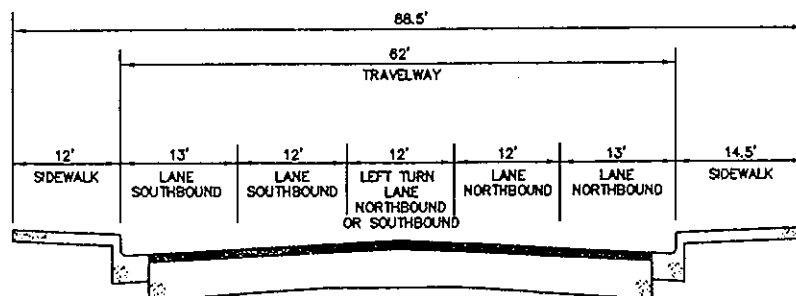 88.5'
62'
TRAVELWAY
12'
SIDEWALK
13'
LANE
SOUTHBOUND
12'
LANE
SOUTHBOUND
12'
LEFT TURN
LANE
NORTHBOUND
OR SOUTHBOUND
12'
LANE
NORTHBOUND
13'
LANE
NORTHBOUND
14.5'
SIDEWALK